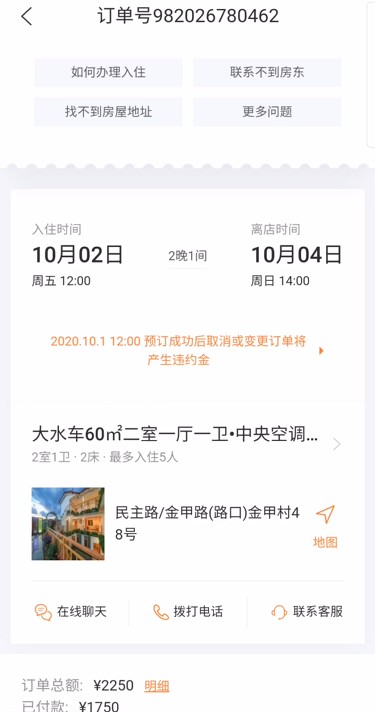 订单号982026780462
如何办理入住
联系不到房东
找不到房屋地址
更多问题
入住时间
离店时间
10月02日
2晚1间
10月04日
周五 12:00
周日 14:00
2020.10.1 12:00 预订成功后取消或变更订单将
产生违约金
大水车60㎡二室一厅一卫•中央空调...
2室1卫 · 2床 · 最多入住5人
民主路/金甲路(路口)金甲村4
8号
地图
在线聊天
拨打电话
联系客服
订单总额: ¥2250 明细
已付款: ¥1750